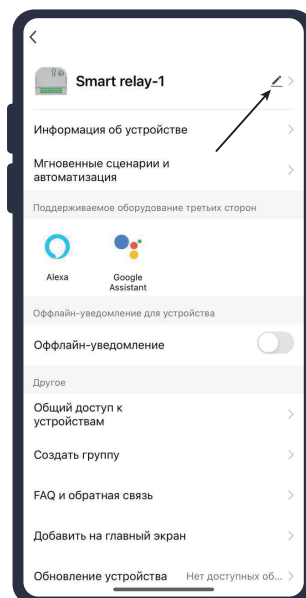 Smart relay-1
Информация об устройстве
Мгновенные сценарии и
автоматизация
Поддерживаемое оборудование третьих сторон
Alexa
Google
Assistant
Оффлайн-уведомление для устройства
Оффлайн-уведомление
Другое
Общий доступ к
устройствам
Создать группу
FAQ и обратная связь
Добавить на главный экран
Обновление устройства Нет доступных об...